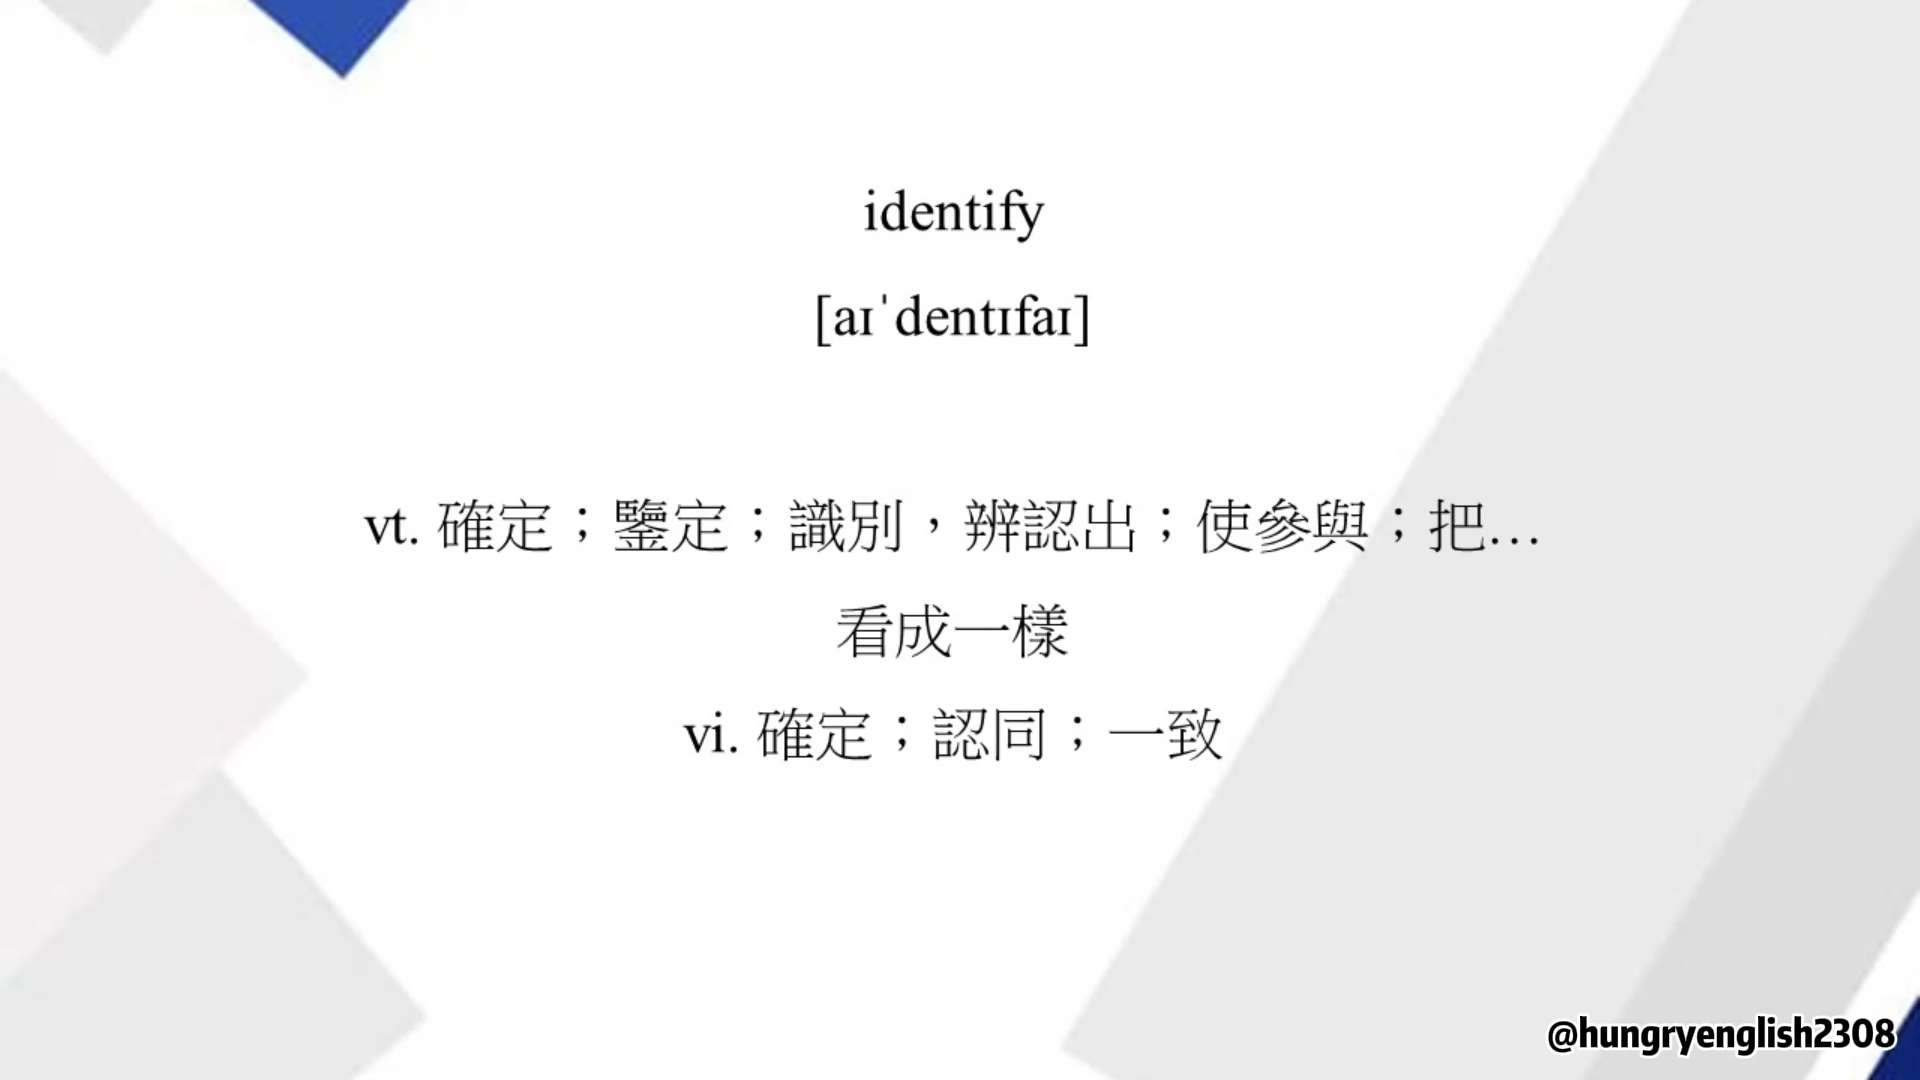 identify
[aɪˈdentɪfaɪ]
vt. 確定；鑒定；識別，辨認出；使參與；把…
看成一樣
vi. 確定；認同；一致
@hungryenglish2308